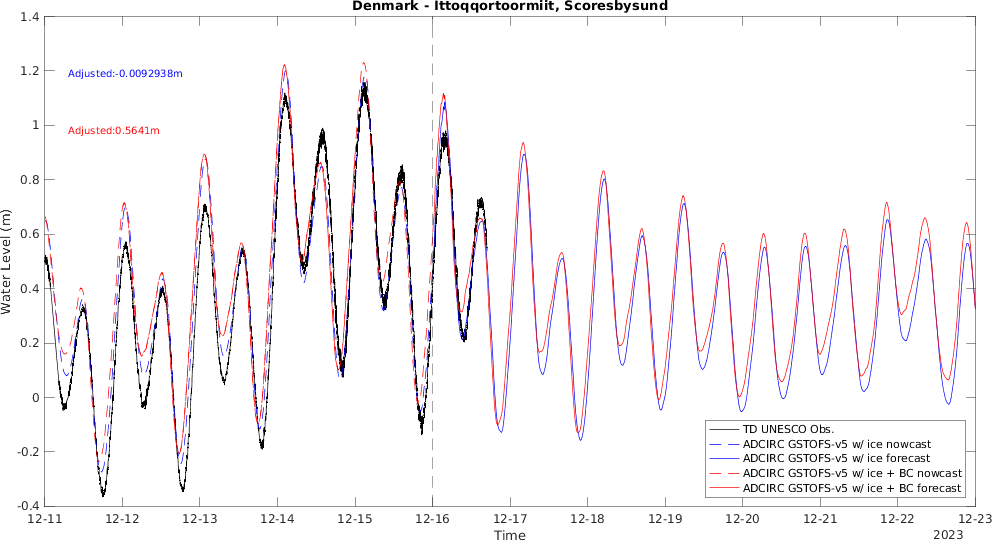 Denmark - Ittoqqortoormiit, Scoresbysund
1.4
1.2
1
0.8
0.6
0.4
0.2
0
-0.2
-0.4
Water Level (m)
Adjusted:-0.0092938m
Adjusted:0.5641m
TD UNESCO Obs.
ADCIRC GSTOFS-v5 w/ ice nowcast
ADCIRC GSTOFS-v5 w/ ice forecast
ADCIRC GSTOFS-v5 w/ ice + BC nowcast
ADCIRC GSTOFS-v5 w/ ice + BC forecast
12-11 12-12 12-13 12-14 12-15 12-16 12-17 12-18 12-19 12-20 12-21 12-22 12-23
Time
2023